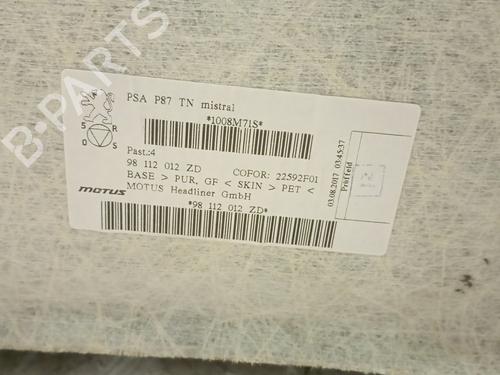 PSA P87 TN mistral
*1008M71S*
5 R
O S
Past.:4
98 112 012 ZD
COFOR: 22592F01
BASE > PUR, GF < SKIN > PET <
MOTUS Headliner GmbH
motus
*98 112 012 ZD*
03.08.2017 03:45:37
Prüffeld
B-PARTS